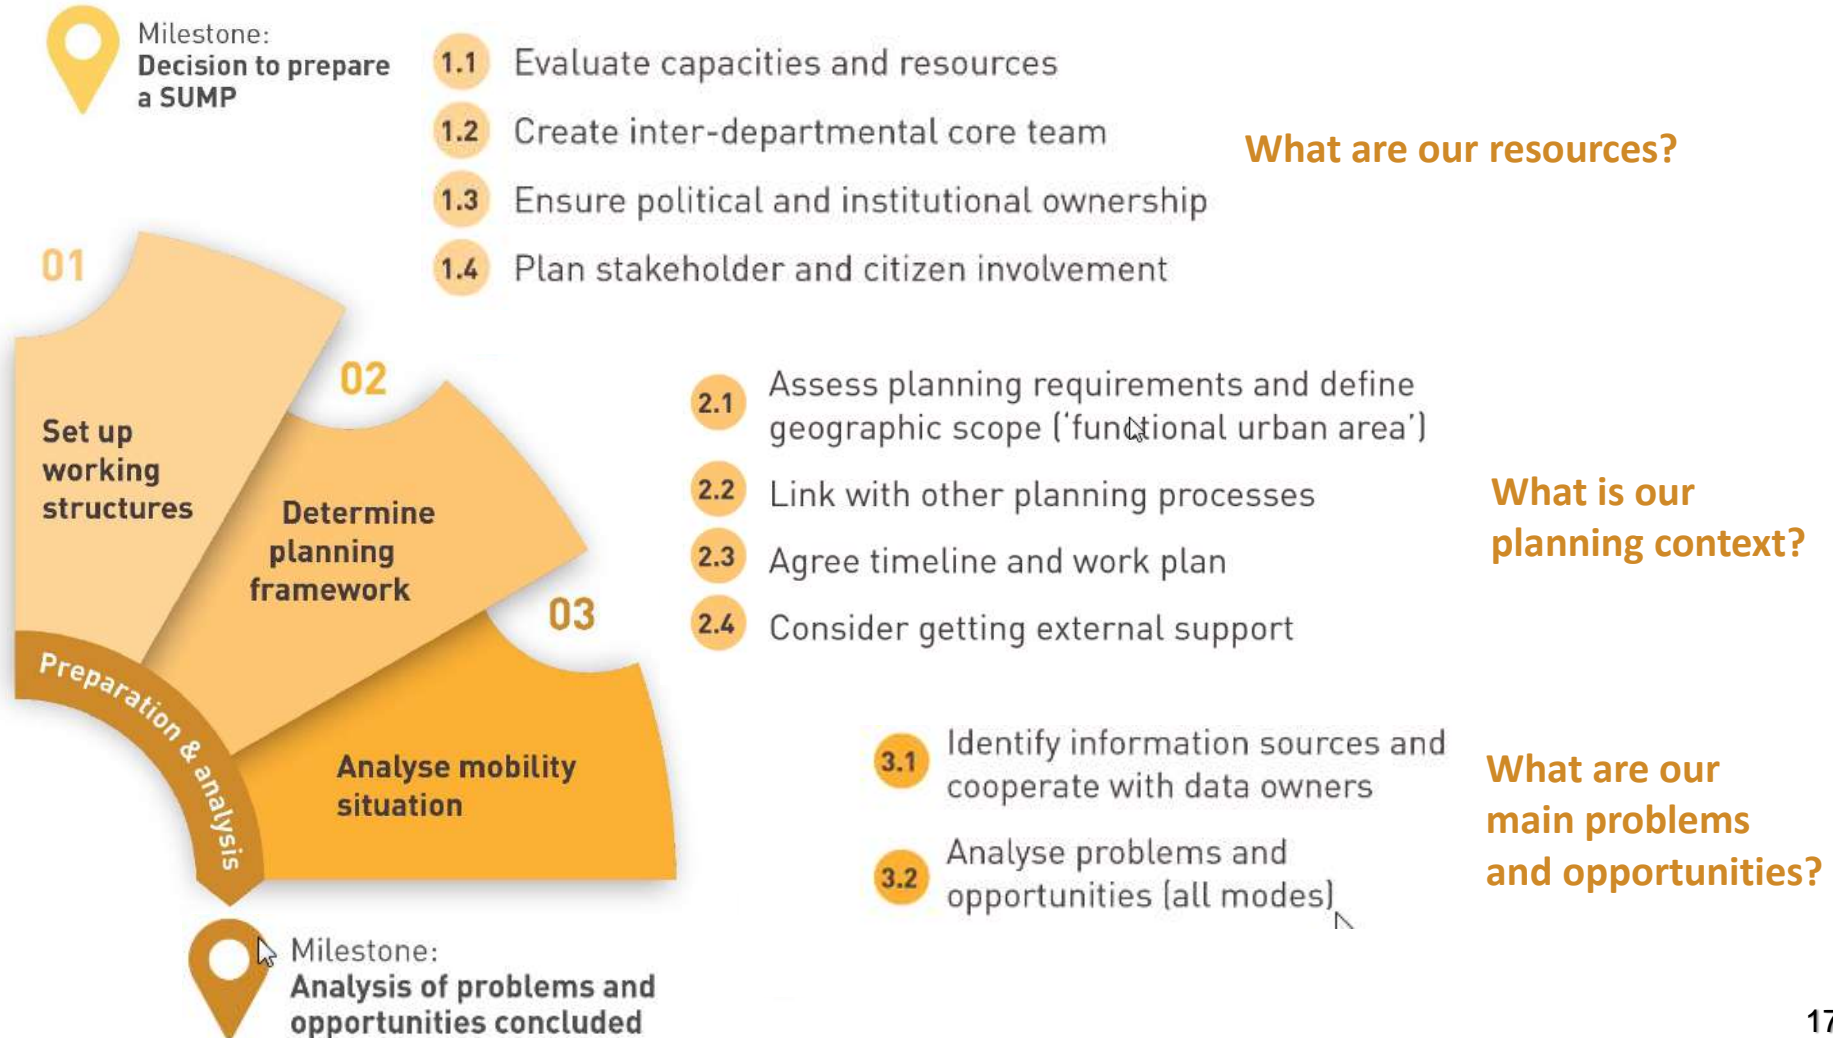 Milestone:
Decision to prepare
a SUMP
1.1 Evaluate capacities and resources
1.2 Create inter-departmental core team
1.3 Ensure political and institutional ownership
1.4 Plan stakeholder and citizen involvement
What are our resources?
01
Set up
working
structures
02
Determine
planning
framework
2.1 Assess planning requirements and define
geographic scope ('functional urban area')
2.2 Link with other planning processes
2.3 Agree timeline and work plan
2.4 Consider getting external support
What is our
planning context?
03
Analyse mobility
situation
3.1 Identify information sources and
cooperate with data owners
3.2 Analyse problems and
opportunities (all modes)
What are our
main problems
and opportunities?
Preparation & analysis
Milestone:
Analysis of problems and
opportunities concluded
17